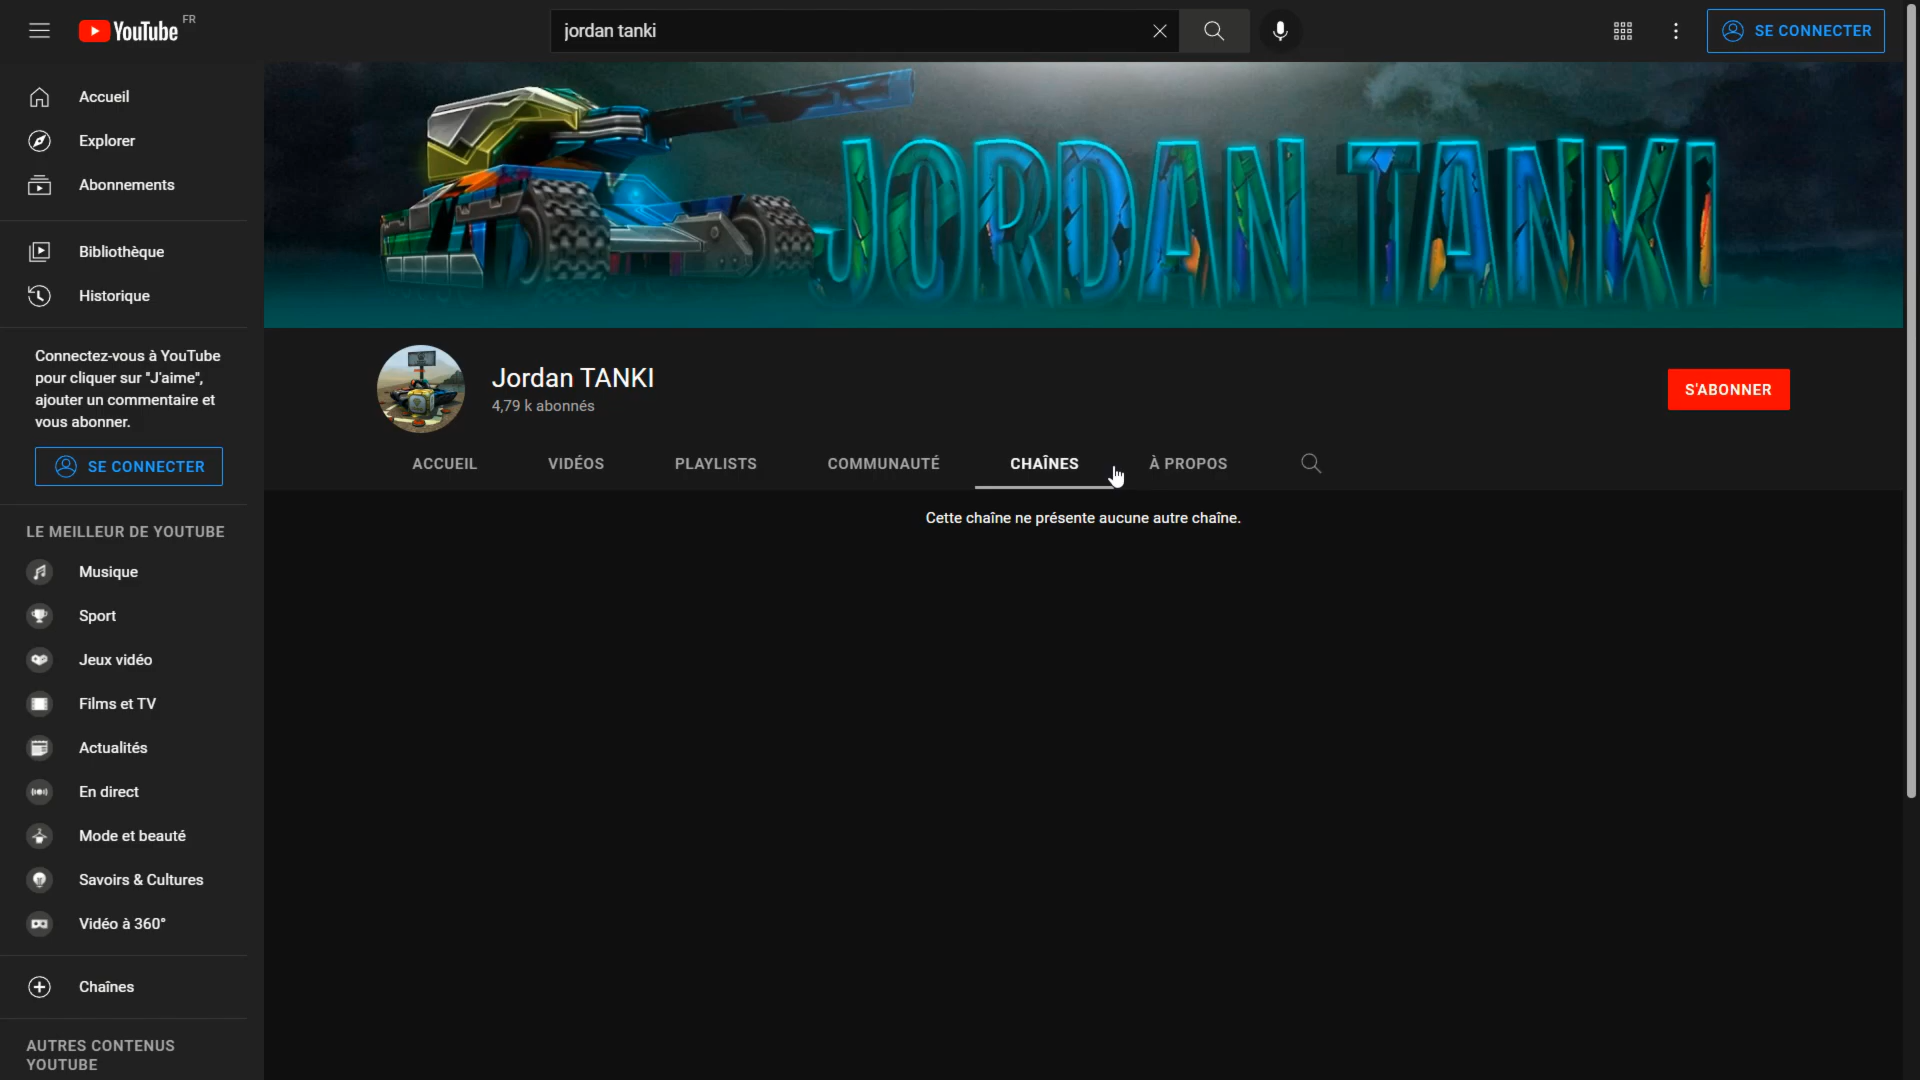 YouTube FR
jordan tanki
SE CONNECTER
Accueil
Explorer
Abonnements
Bibliothèque
Historique
Connectez-vous à YouTube
pour cliquer sur "J'aime",
ajouter un commentaire et
vous abonner.
SE CONNECTER
LE MEILLEUR DE YOUTUBE
Musique
Sport
Jeux vidéo
Films et TV
Actualités
En direct
Mode et beauté
Savoirs & Cultures
Vidéo à 360°
Chaînes
AUTRES CONTENUS
YOUTUBE
JORDAN TANKI
Jordan TANKI
4,79 k abonnés
S'ABONNER
ACCUEIL VIDÉOS PLAYLISTS COMMUNAUTÉ CHAÎNES À PROPOS
Cette chaîne ne présente aucune autre chaîne.